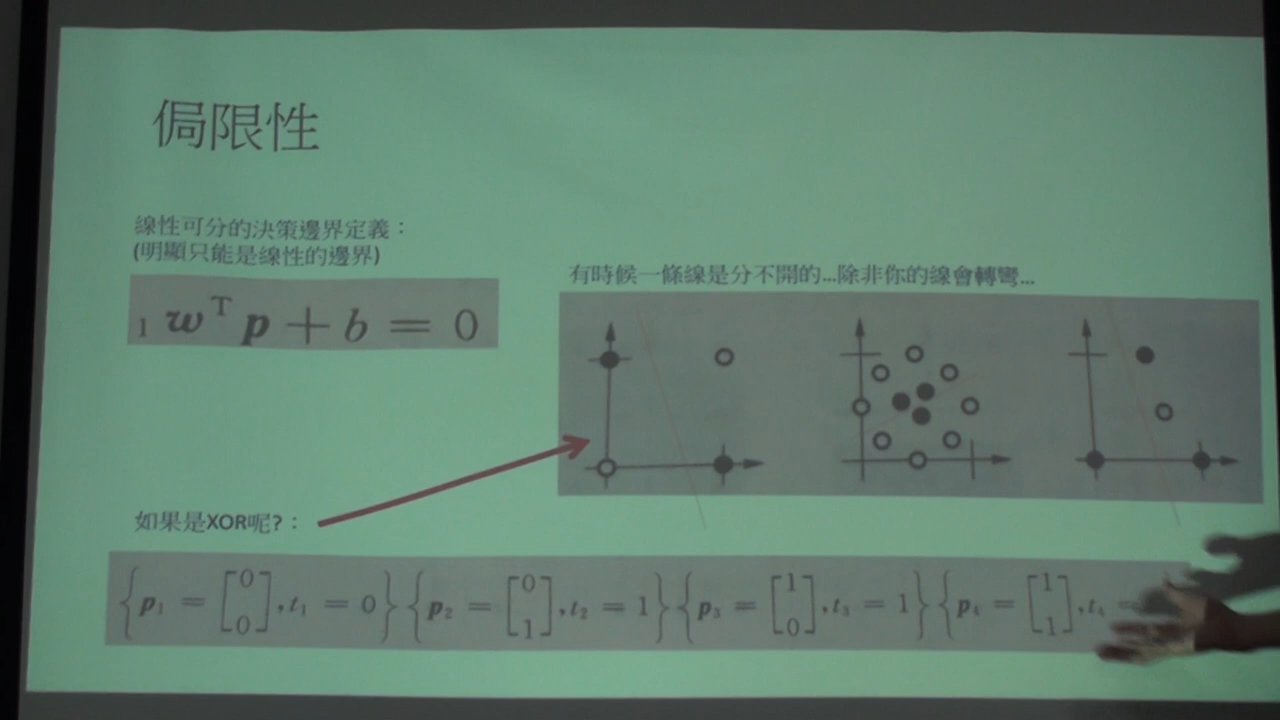 侷限性
線性可分的決策邊界定義：
(明顯只能是線性的邊界)
₁wᵀp + b = 0
有時候一條線是分不開的...除非你的線會轉彎...
如果是XOR呢?：
{p₁ = [0 0], t₁ = 0} {p₂ = [0 1], t₂ = 1} {p₃ = [1 0], t₃ = 1} {p₄ = [1 1], t₄ =